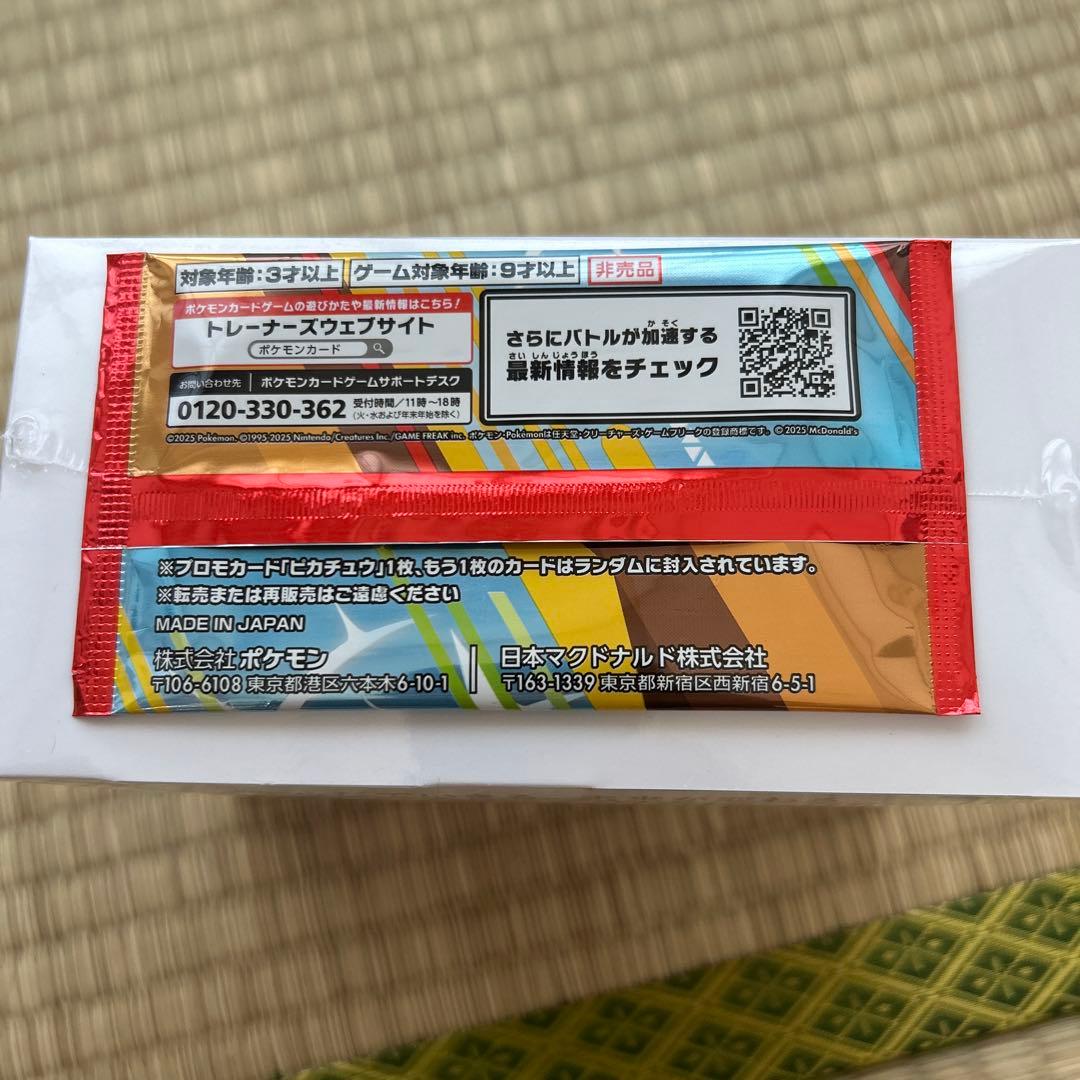 対象年齢:3才以上 ゲーム対象年齢:9才以上 非売品
ポケモンカードゲームの遊びかたや最新情報はこちら!
トレーナーズウェブサイト
ポケモンカード
お問い合わせ先 ポケモンカードゲームサポートデスク
0120-330-362 受付時間/11時~18時
(火・水および年末年始を除く)
かそく
さらにバトルが加速する
さいしんじょうほう
最新情報をチェック
©2025 Pokémon. ©1995-2025 Nintendo/Creatures Inc./GAME FREAK inc. ポケモン・Pokémonは任天堂・クリーチャーズ・ゲームフリークの登録商標です。 © 2025 McDonald's
※プロモカード「ピカチュウ」1枚、もう1枚のカードはランダムに封入されています。
※転売または再販売はご遠慮ください
MADE IN JAPAN
株式会社ポケモン
〒106-6108 東京都港区六本木6-10-1
日本マクドナルド株式会社
〒163-1339 東京都新宿区西新宿6-5-1